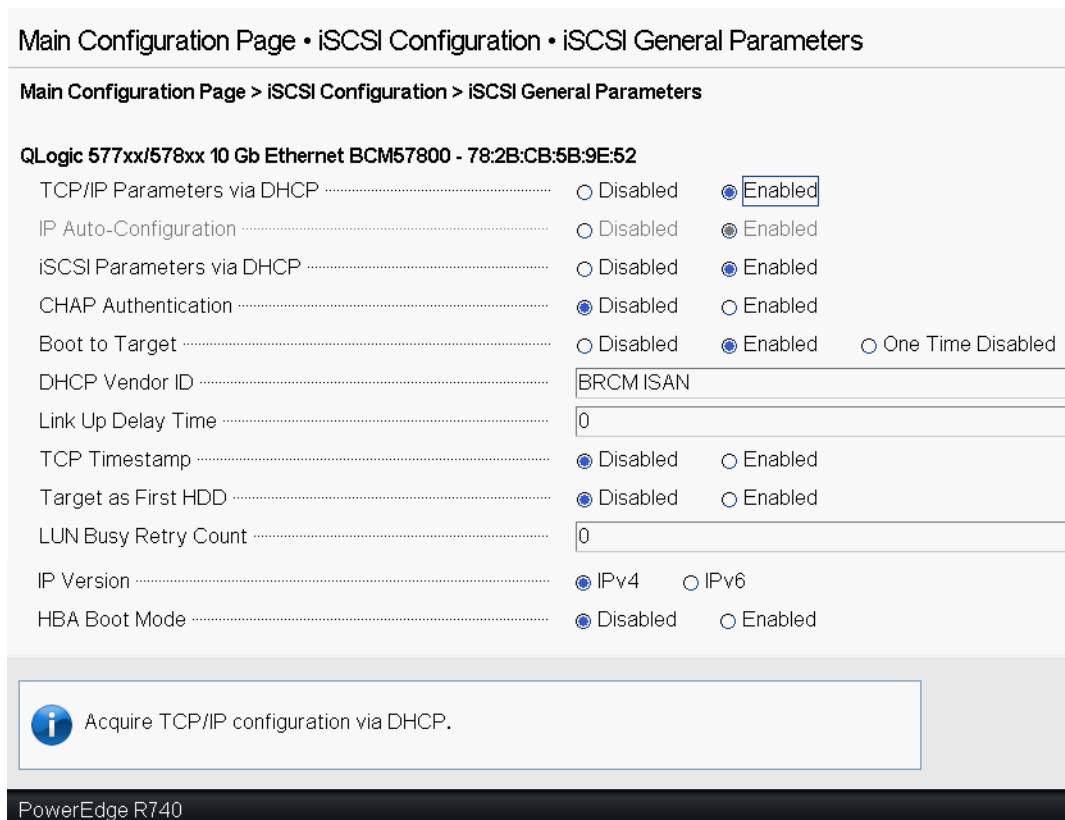 Main Configuration Page • iSCSI Configuration • iSCSI General Parameters
Main Configuration Page > iSCSI Configuration > iSCSI General Parameters
QLogic 577xx/578xx 10 Gb Ethernet BCM57800 - 78:2B:CB:5B:9E:52
TCP/IP Parameters via DHCP Disabled Enabled
IP Auto-Configuration Disabled Enabled
iSCSI Parameters via DHCP Disabled Enabled
CHAP Authentication Disabled Enabled
Boot to Target Disabled Enabled One Time Disabled
DHCP Vendor ID BRCM ISAN
Link Up Delay Time 0
TCP Timestamp Disabled Enabled
Target as First HDD Disabled Enabled
LUN Busy Retry Count 0
IP Version IPv4 IPv6
HBA Boot Mode Disabled Enabled
Acquire TCP/IP configuration via DHCP.
PowerEdge R740